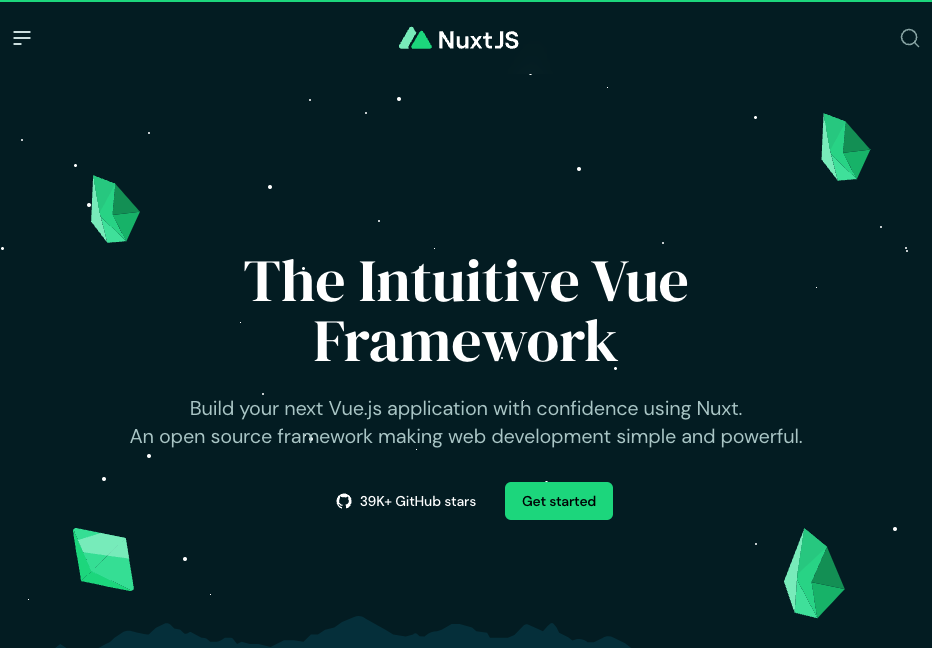 NuxtJS
The Intuitive Vue
Framework
Build your next Vue.js application with confidence using Nuxt.
An open source framework making web development simple and powerful.
39K+ GitHub stars
Get started